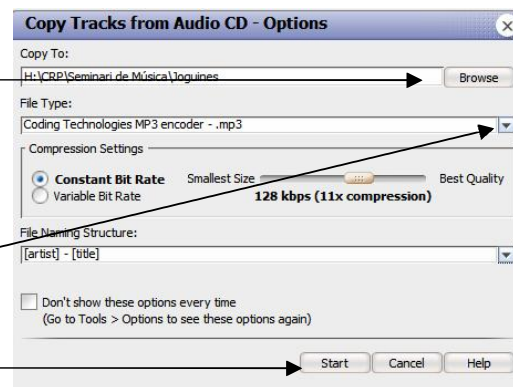 Copy Tracks from Audio CD - Options
Copy To:
H:\CRP\Seminari de Música\Joguines
Browse
File Type:
Coding Technologies MP3 encoder - .mp3
Compression Settings
Constant Bit Rate
Smallest Size
Best Quality
Variable Bit Rate
128 kbps (11x compression)
File Naming Structure:
[artist] - [title]
Don't show these options every time
(Go to Tools > Options to see these options again)
Start
Cancel
Help